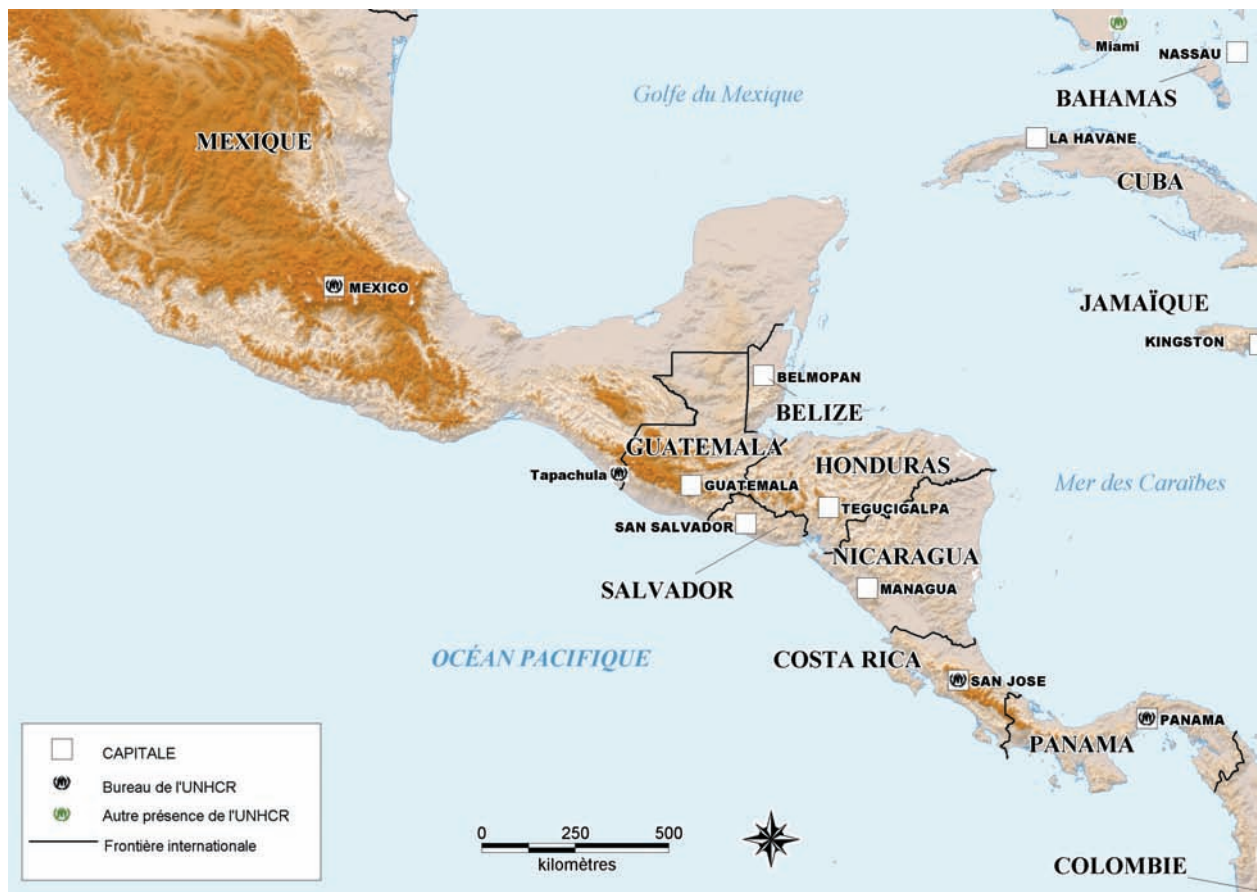 Miami
NASSAU
Golfe du Mexique
BAHAMAS
MEXIQUE
LA HAVANE
CUBA
MEXICO
JAMAÏQUE
KINGSTON
BELMOPAN
BELIZE
GUATEMALA
HONDURAS
Tapachula
GUATEMALA
Mer des Caraïbes
TEGUCIGALPA
SAN SALVADOR
NICARAGUA
SALVADOR
MANAGUA
OCÉAN PACIFIQUE
COSTA RICA
SAN JOSE
PANAMA
PANAMA
CAPITALE
Bureau de l'UNHCR
Autre présence de l'UNHCR
Frontière internationale
0 250 500
kilomètres
COLOMBIE